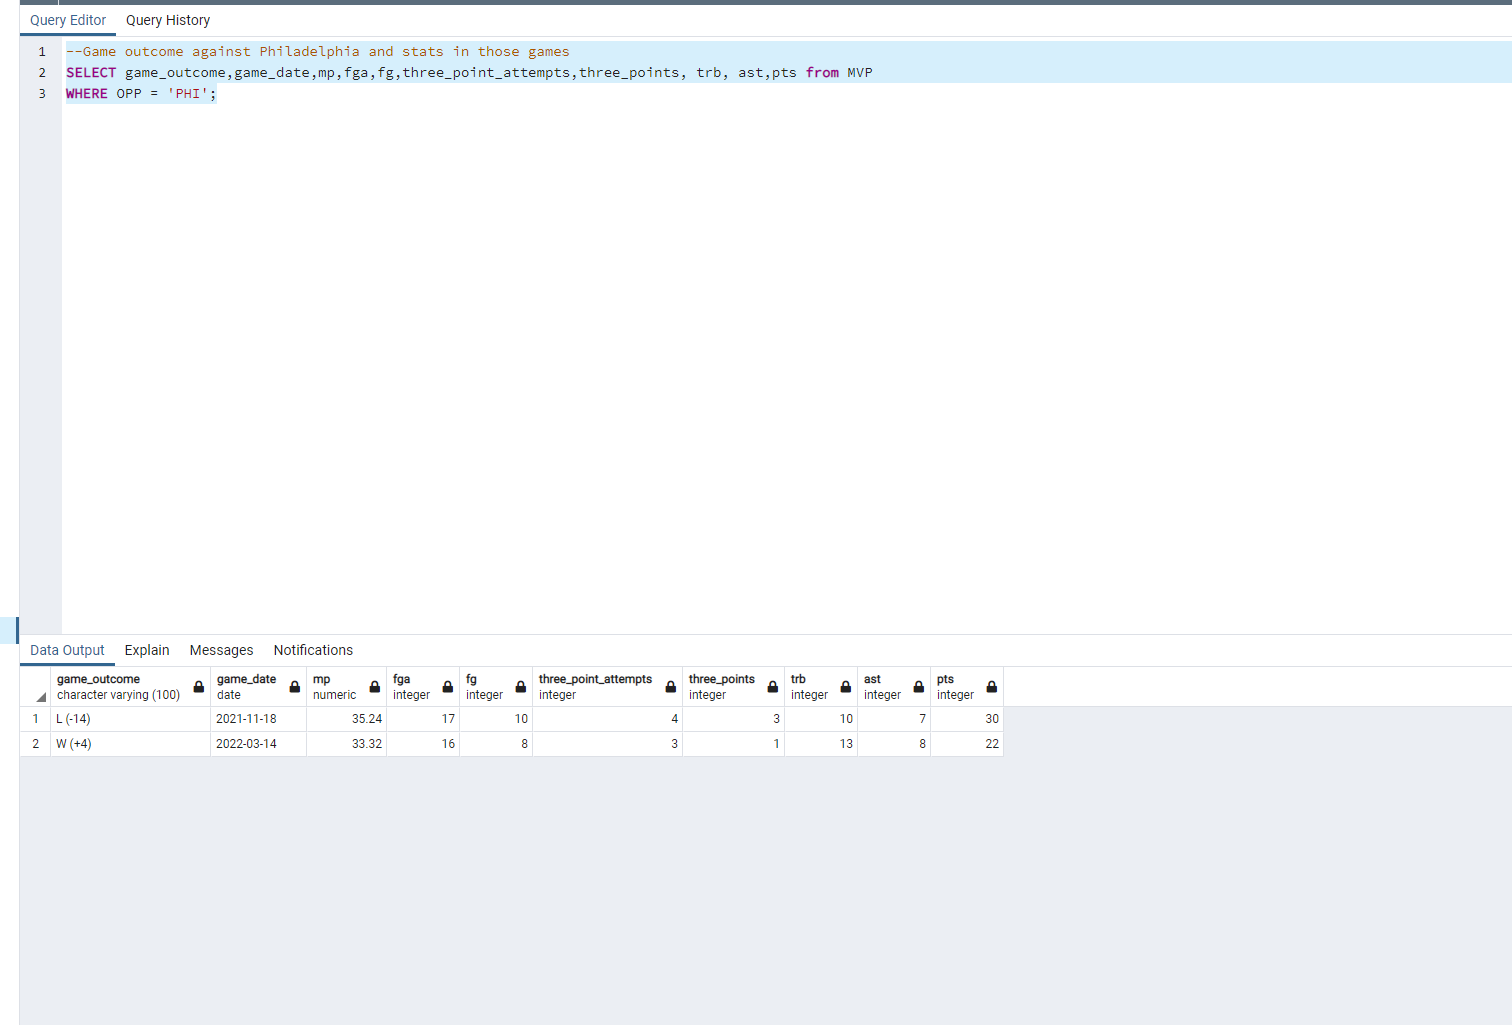 Query Editor Query History
1 --Game outcome against Philadelphia and stats in those games
2 SELECT game_outcome,game_date,mp,fga,fg,three_point_attempts,three_points, trb, ast,pts from MVP
3 WHERE OPP = 'PHI';
Data Output Explain Messages Notifications
game_outcome game_date mp fga fg three_point_attempts three_points trb ast pts
character varying (100) date numeric integer integer integer integer integer integer integer
1 L (-14) 2021-11-18 35.24 17 10 4 3 10 7 30
2 W (+4) 2022-03-14 33.32 16 8 3 1 13 8 22